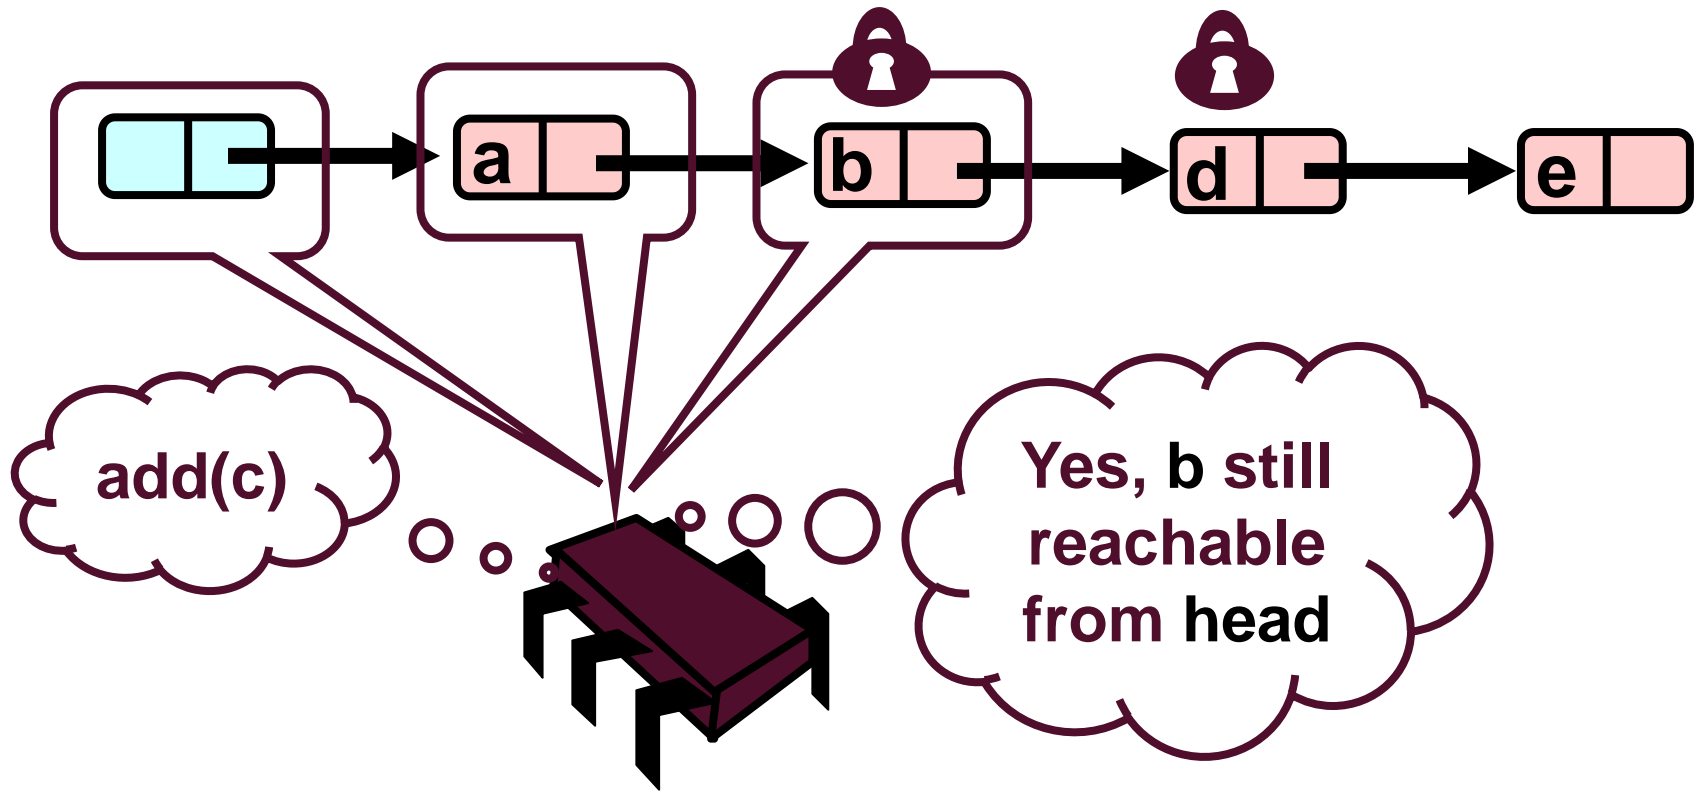 a
b
d
e
add(c)
Yes, b still
reachable
from head